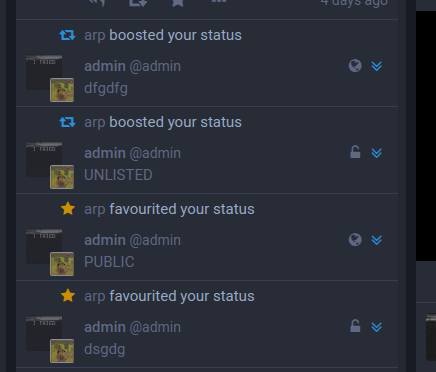 4 days ago
arp boosted your status
admin @admin
dfgdfg
arp boosted your status
admin @admin
UNLISTED
arp favourited your status
admin @admin
PUBLIC
arp favourited your status
admin @admin
dsgdg